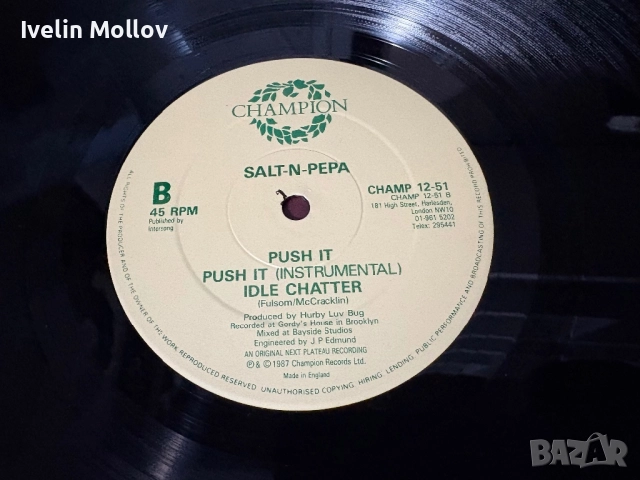 Ivelin Mollov
CHAMPION
SALT-N-PEPA
B
45 RPM
Published by
Intersong
CHAMP 12-51
CHAMP 12-51 B
181 High Street, Harlesden,
London NW10
01-961 5202
Telex: 295441
PUSH IT
PUSH IT (INSTRUMENTAL)
IDLE CHATTER
(Fulsom/McCracklin)
Produced by Hurby Luv Bug
Recorded at Gordy's House in Brooklyn
Mixed at Bayside Studios
Engineered by J P Edmund
AN ORIGINAL NEXT PLATEAU RECORDING
℗ & © 1987 Champion Records Ltd.
Made in England
ALL RIGHTS OF THE PRODUCER AND OF THE OWNER OF THE WORK REPRODUCED RESERVED. UNAUTHORISED COPYING, HIRING, LENDING, PUBLIC PERFORMANCE AND BROADCASTING OF THIS RECORD PROHIBITED
BAZAR